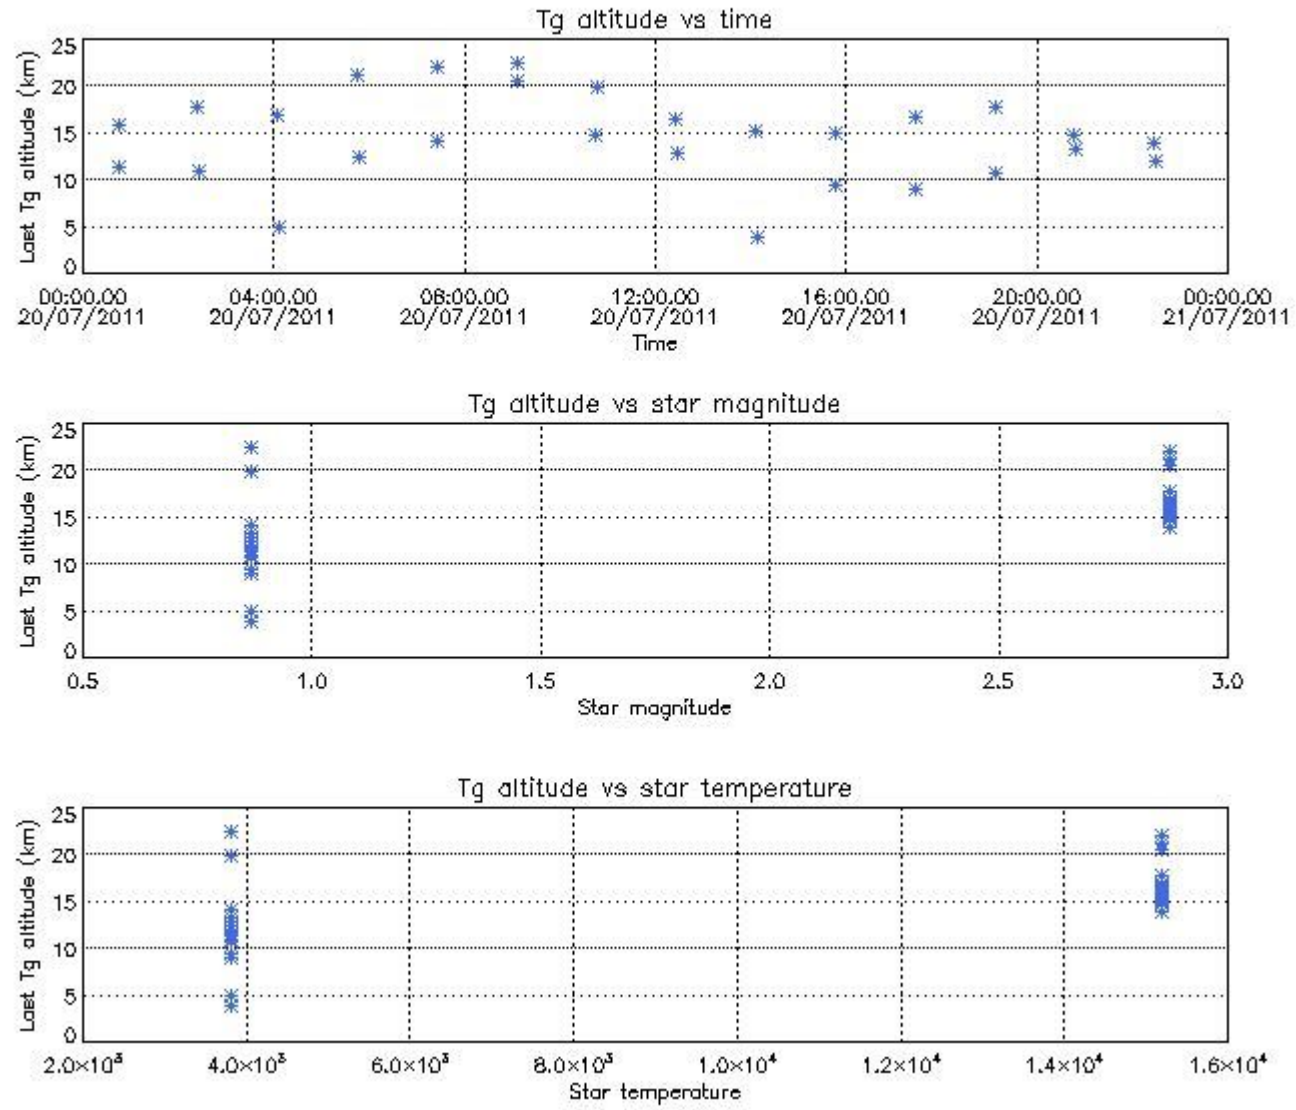 Tg altitude vs time
Last Tg altitude (km)
25
20
15
10
5
0
00:00.00 04:00.00 08:00.00 12:00.00 16:00.00 20:00.00 00:00.00
20/07/2011 20/07/2011 20/07/2011 20/07/2011 20/07/2011 20/07/2011 21/07/2011
Time
Tg altitude vs star magnitude
Last Tg altitude (km)
25
20
15
10
5
0
0.5 1.0 1.5 2.0 2.5 3.0
Star magnitude
Tg altitude vs star temperature
Last Tg altitude (km)
25
20
15
10
5
0
2.0×10³ 4.0×10³ 6.0×10³ 8.0×10³ 1.0×10⁴ 1.2×10⁴ 1.4×10⁴ 1.6×10⁴
Star temperature